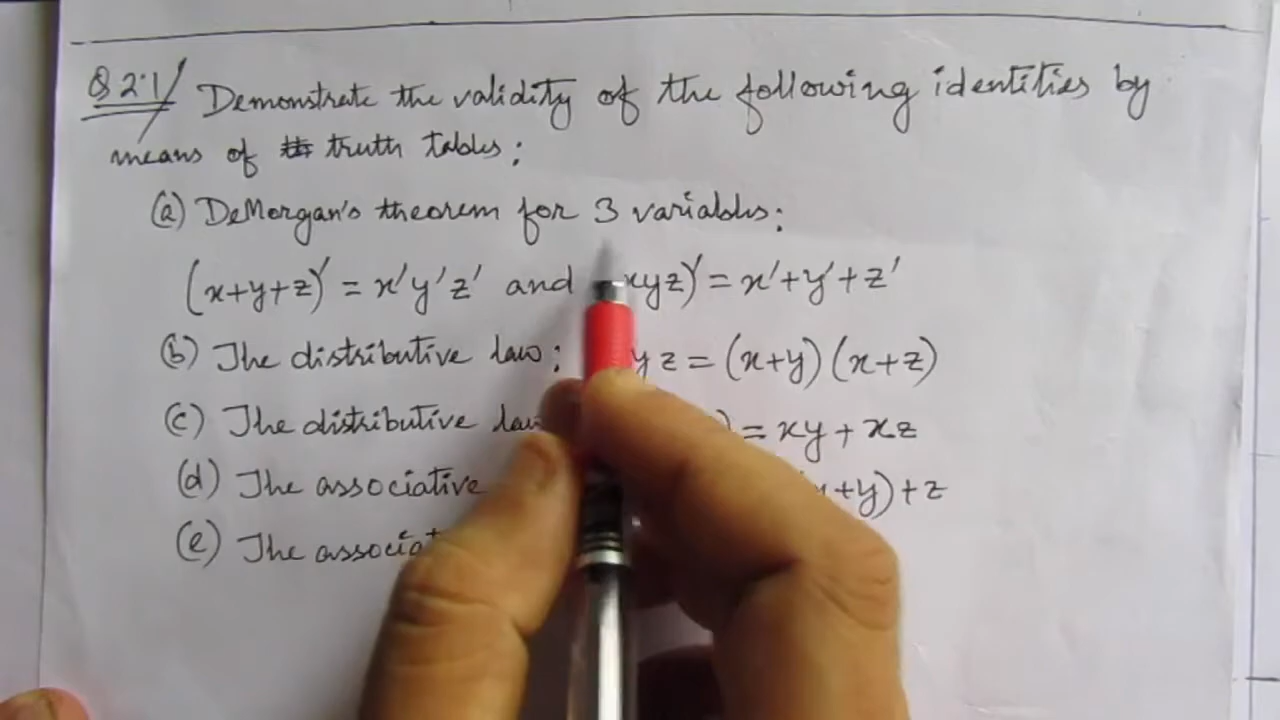 Q 2.1/ Demonstrate the validity of the following identities by
means of truth tables:
(a) DeMorgan's theorem for 3 variables:
(x+y+z)' = x'y'z' and xyz)' = x'+y'+z'
(b) The distributive law: yz = (x+y)(x+z)
(c) The distributive law ) = xy + xz
(d) The associative +y)+z
(e) The associat